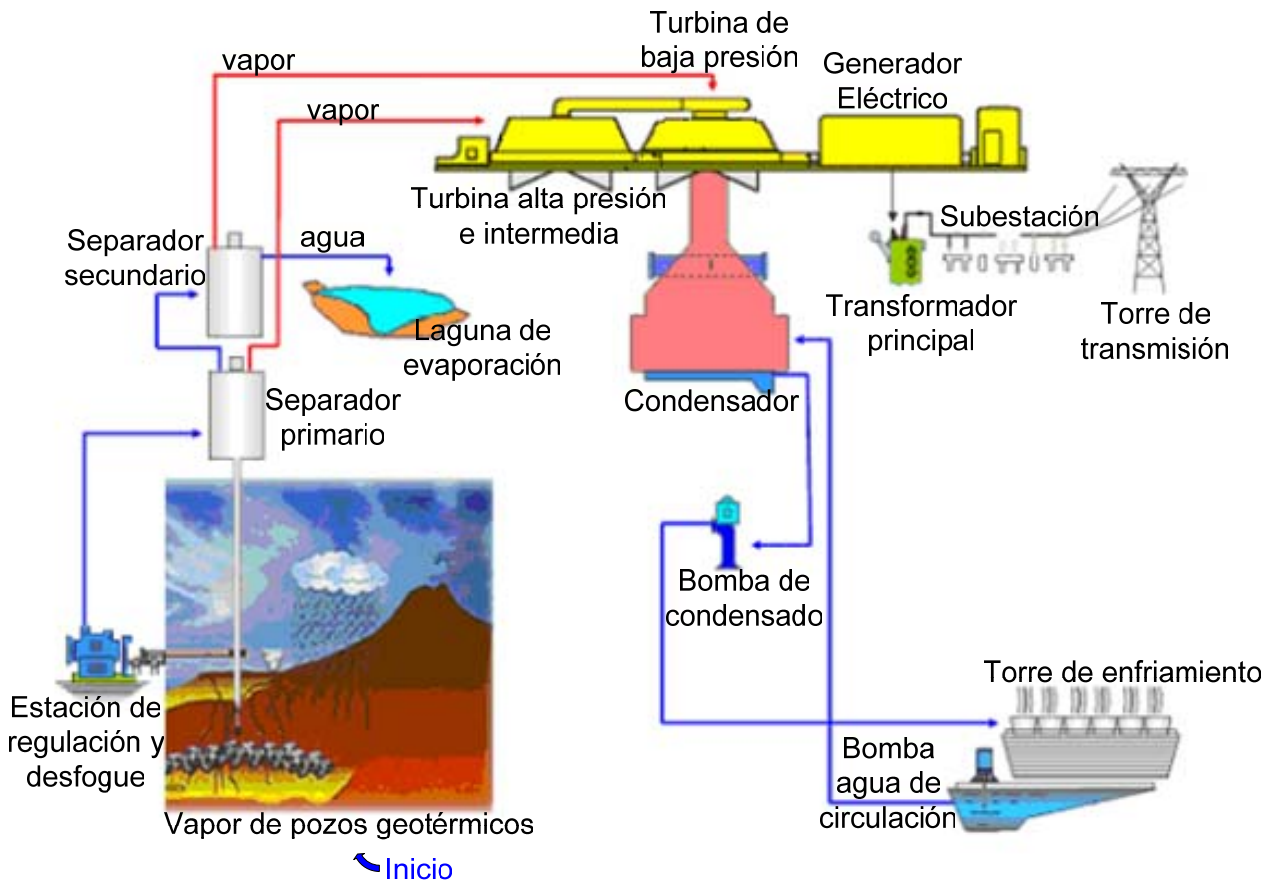 Turbina de
baja presión
vapor
Generador
Eléctrico
vapor
Turbina alta presión
e intermedia
Subestación
Separador
secundario
agua
Transformador
principal
Torre de
transmisión
Laguna de
evaporación
Separador
primario
Condensador
Bomba de
condensado
Torre de enfriamiento
Estación de
regulación y
desfogue
Bomba
agua de
circulación
Vapor de pozos geotérmicos
Inicio